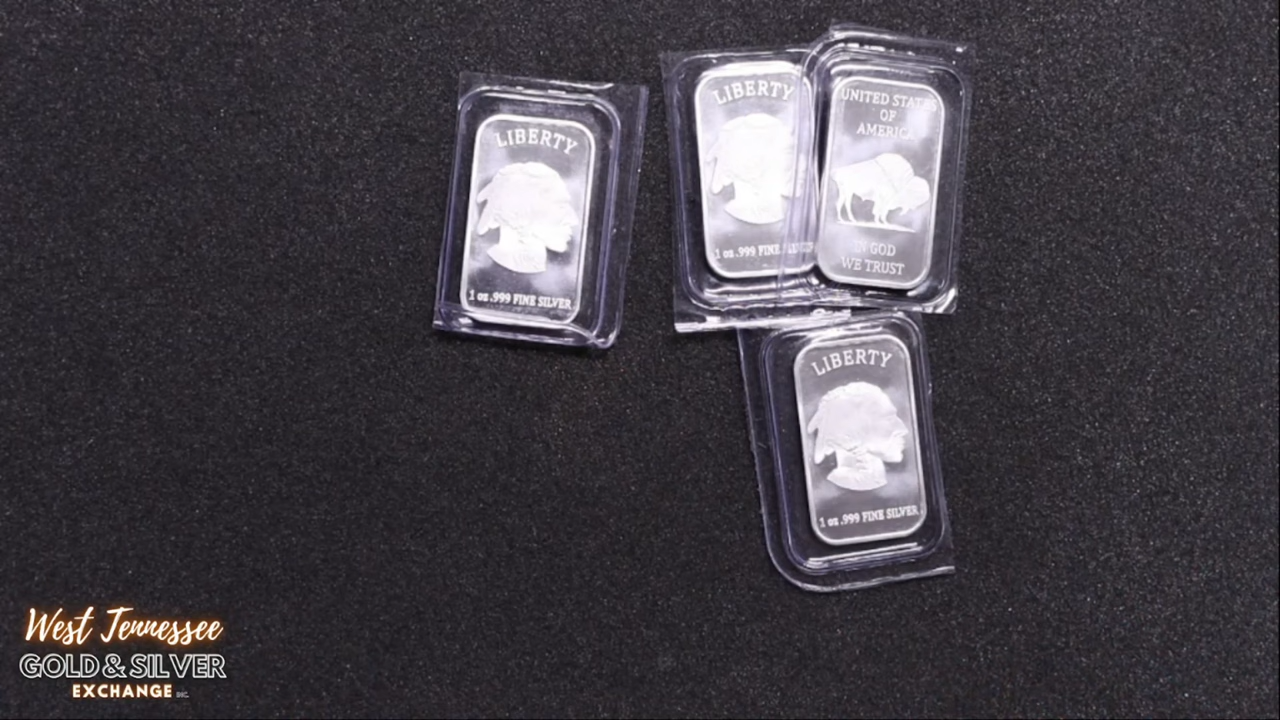 LIBERTY
1 oz .999 FINE SILVER
LIBERTY
1 oz .999 FINE
UNITED STATES
OF
AMERICA
IN GOD
WE TRUST
LIBERTY
1 oz .999 FINE SILVER
West Tennessee
GOLD & SILVER
EXCHANGE INC.